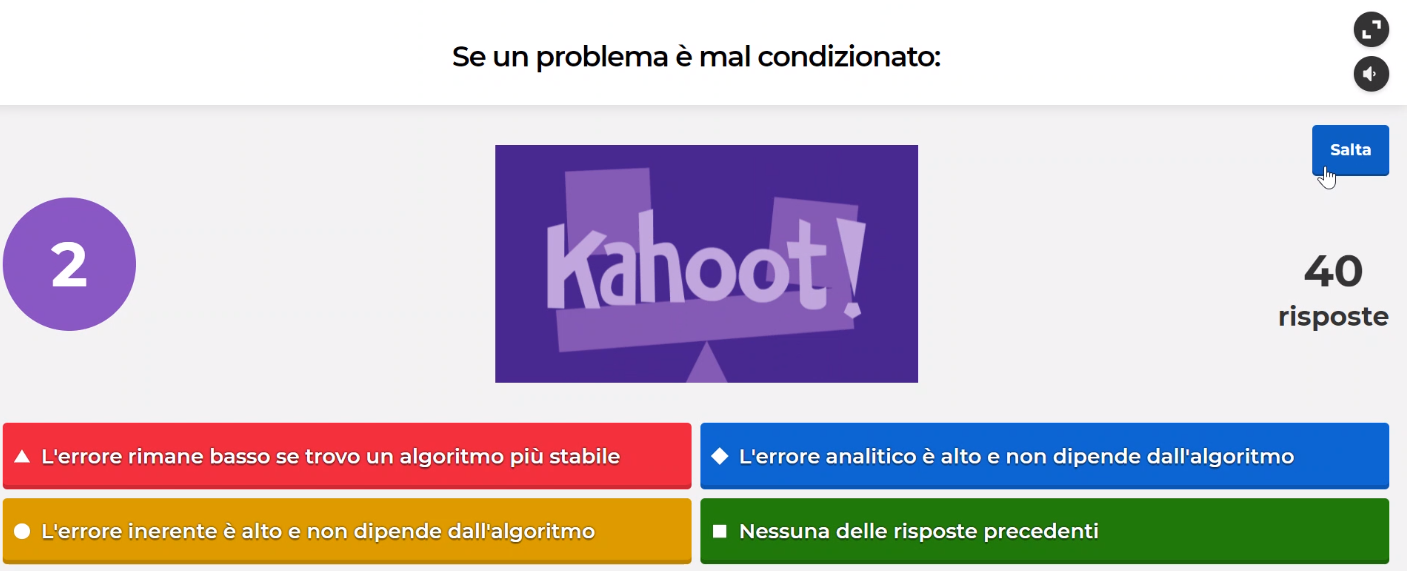 Se un problema è mal condizionato:
Salta
2
Kahoot!
40
risposte
L'errore rimane basso se trovo un algoritmo più stabile
L'errore analitico è alto e non dipende dall'algoritmo
L'errore inerente è alto e non dipende dall'algoritmo
Nessuna delle risposte precedenti